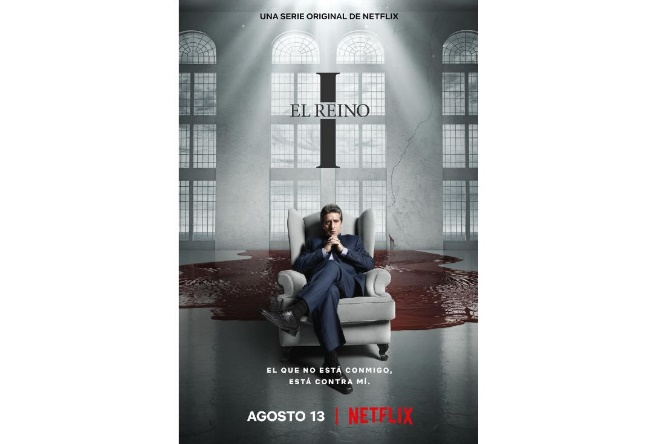 UNA SERIE ORIGINAL DE NETFLIX
EL REINO
EL QUE NO ESTÁ CONMIGO,
ESTÁ CONTRA MÍ.
AGOSTO 13 | NETFLIX